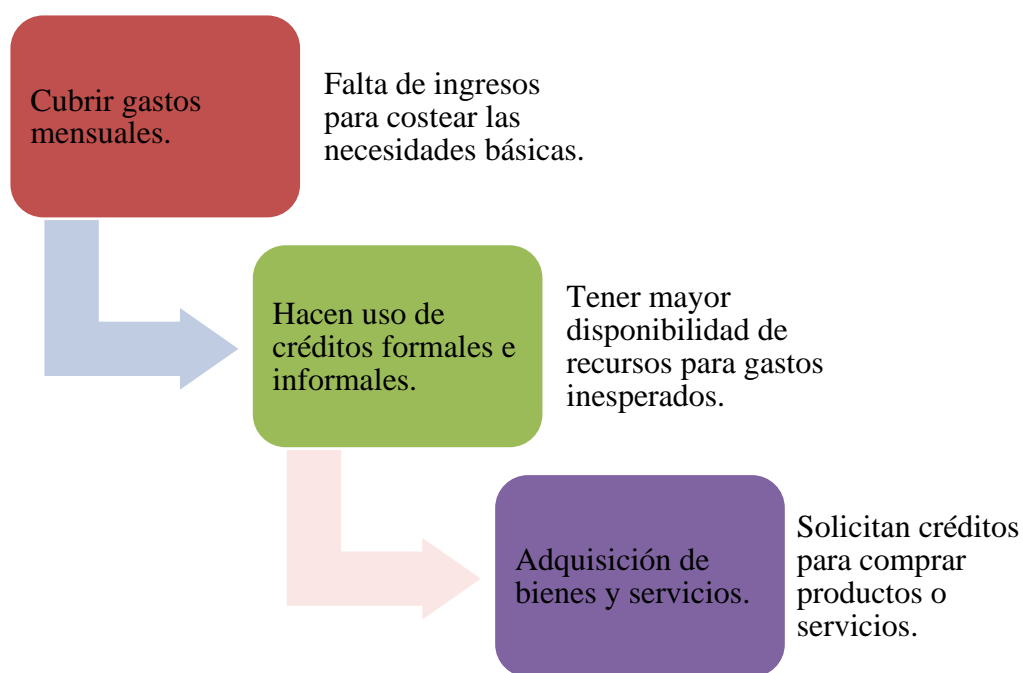 Cubrir gastos
mensuales.
Falta de ingresos
para costear las
necesidades básicas.
Hacen uso de
créditos formales e
informales.
Tener mayor
disponibilidad de
recursos para gastos
inesperados.
Adquisición de
bienes y servicios.
Solicitan créditos
para comprar
productos o
servicios.